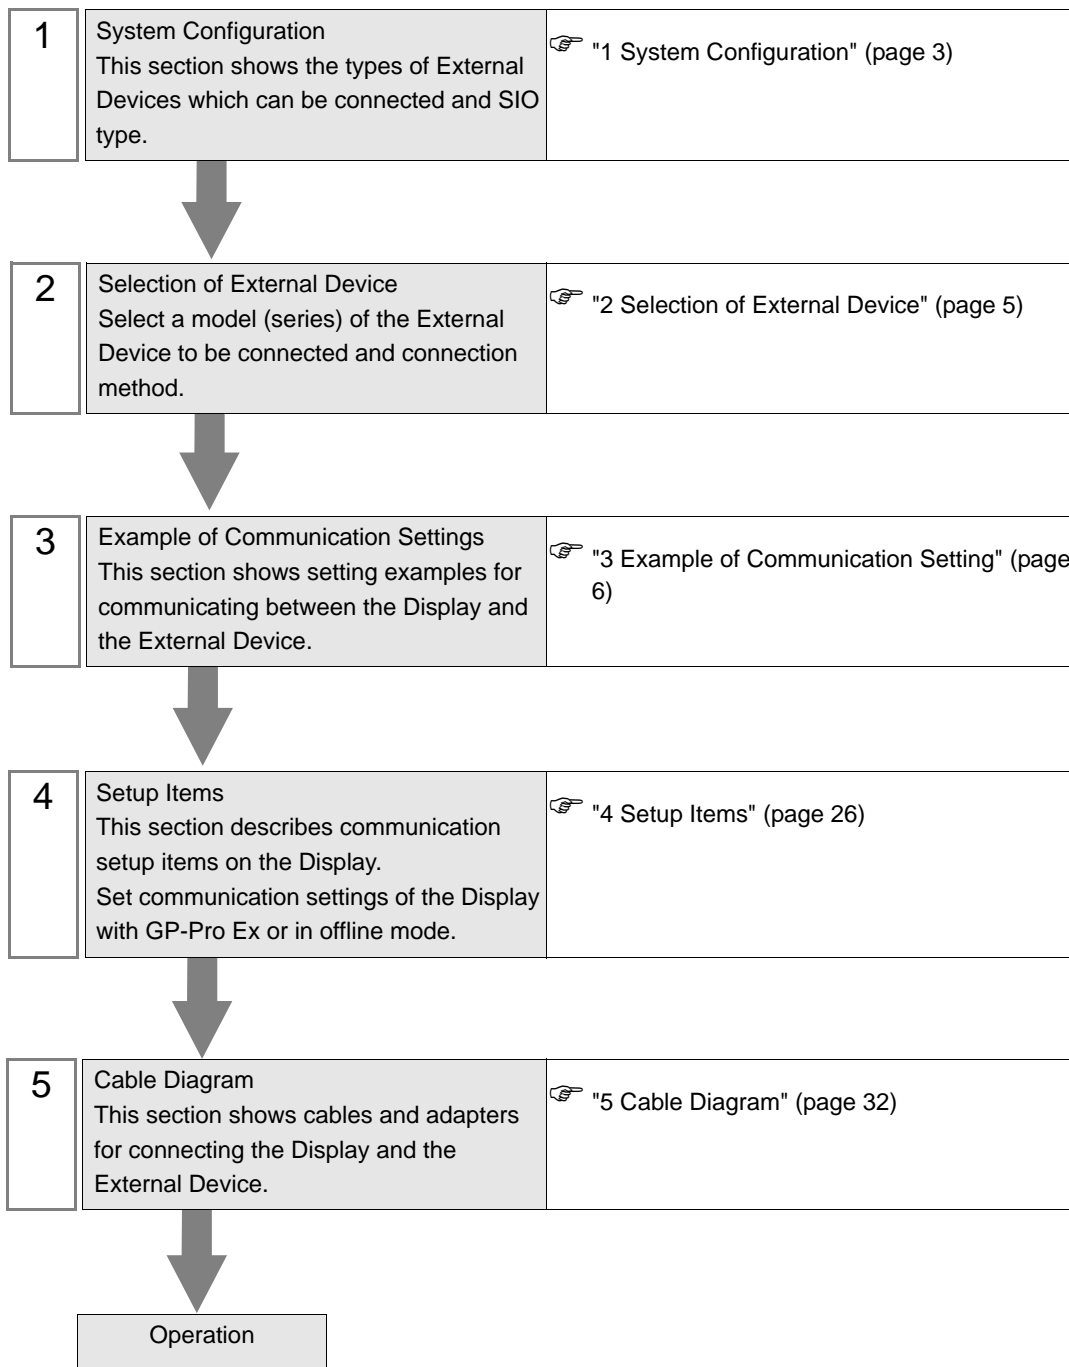 1
System Configuration
This section shows the types of External
Devices which can be connected and SIO
type.
"1 System Configuration" (page 3)
2
Selection of External Device
Select a model (series) of the External
Device to be connected and connection
method.
"2 Selection of External Device" (page 5)
3
Example of Communication Settings
This section shows setting examples for
communicating between the Display and
the External Device.
"3 Example of Communication Setting" (page
6)
4
Setup Items
This section describes communication
setup items on the Display.
Set communication settings of the Display
with GP-Pro Ex or in offline mode.
"4 Setup Items" (page 26)
5
Cable Diagram
This section shows cables and adapters
for connecting the Display and the
External Device.
"5 Cable Diagram" (page 32)
Operation